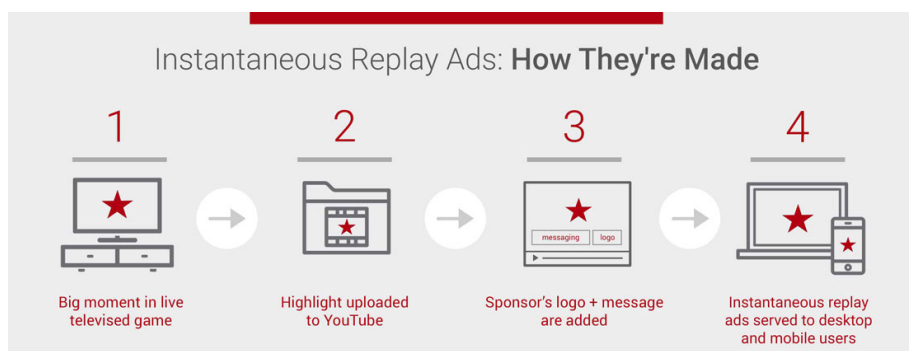 Instantaneous Replay Ads: How They're Made
1
2
3
4
messaging
logo
Big moment in live
televised game
Highlight uploaded
to YouTube
Sponsor's logo + message
are added
Instantaneous replay
ads served to desktop
and mobile users